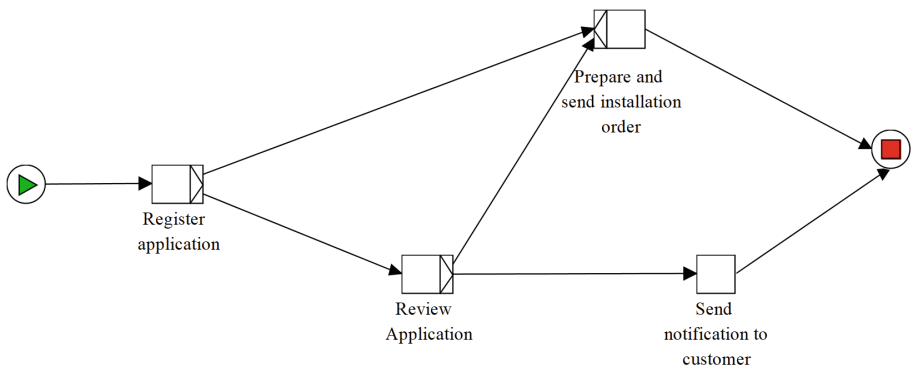 Prepare and
send installation
order
Register
application
Review
Application
Send
notification to
customer